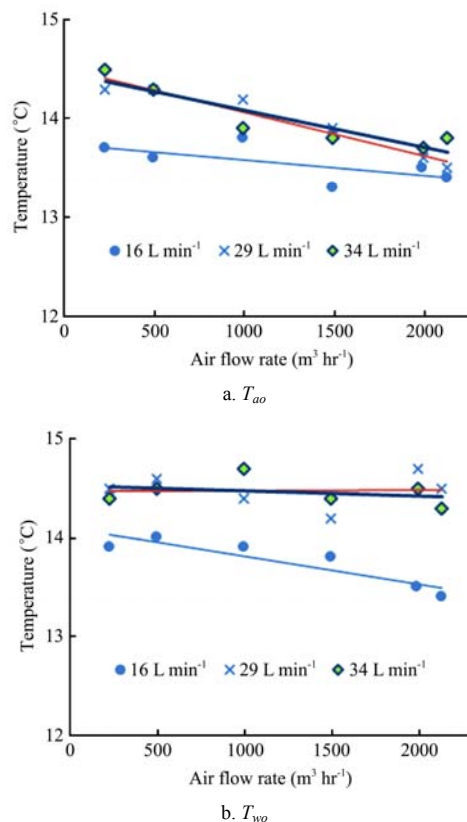 15
14
13
12
Temperature (°C)
16 L min⁻¹ 29 L min⁻¹ 34 L min⁻¹
0 500 1000 1500 2000
Air flow rate (m³ hr⁻¹)
a. Tao
15
14
13
12
Temperature (°C)
16 L min⁻¹ 29 L min⁻¹ 34 L min⁻¹
0 500 1000 1500 2000
Air flow rate (m³ hr⁻¹)
b. Two